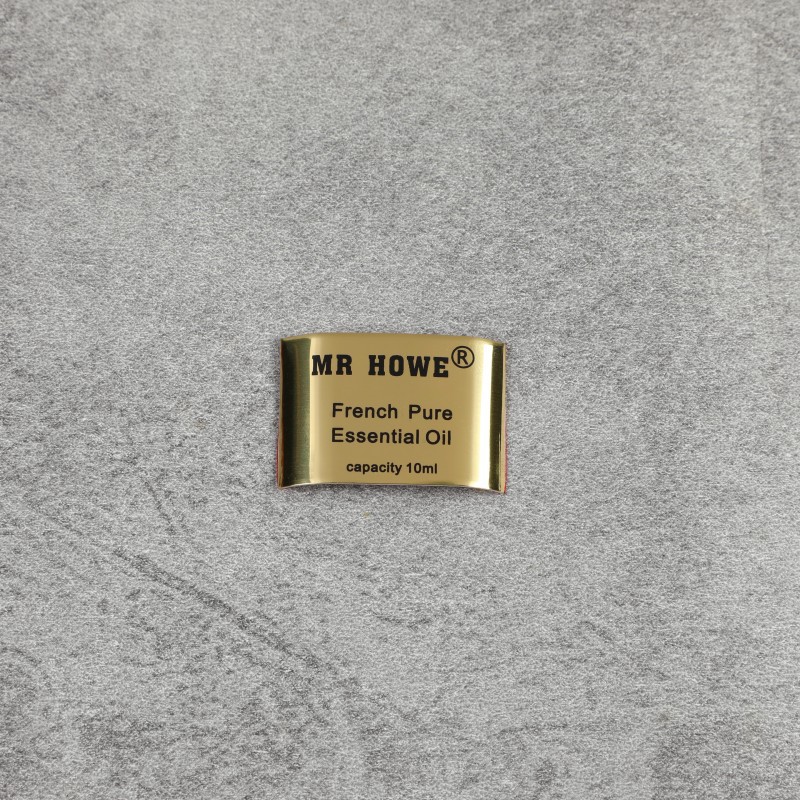 MR HOWE®
French Pure
Essential Oil
capacity 10ml